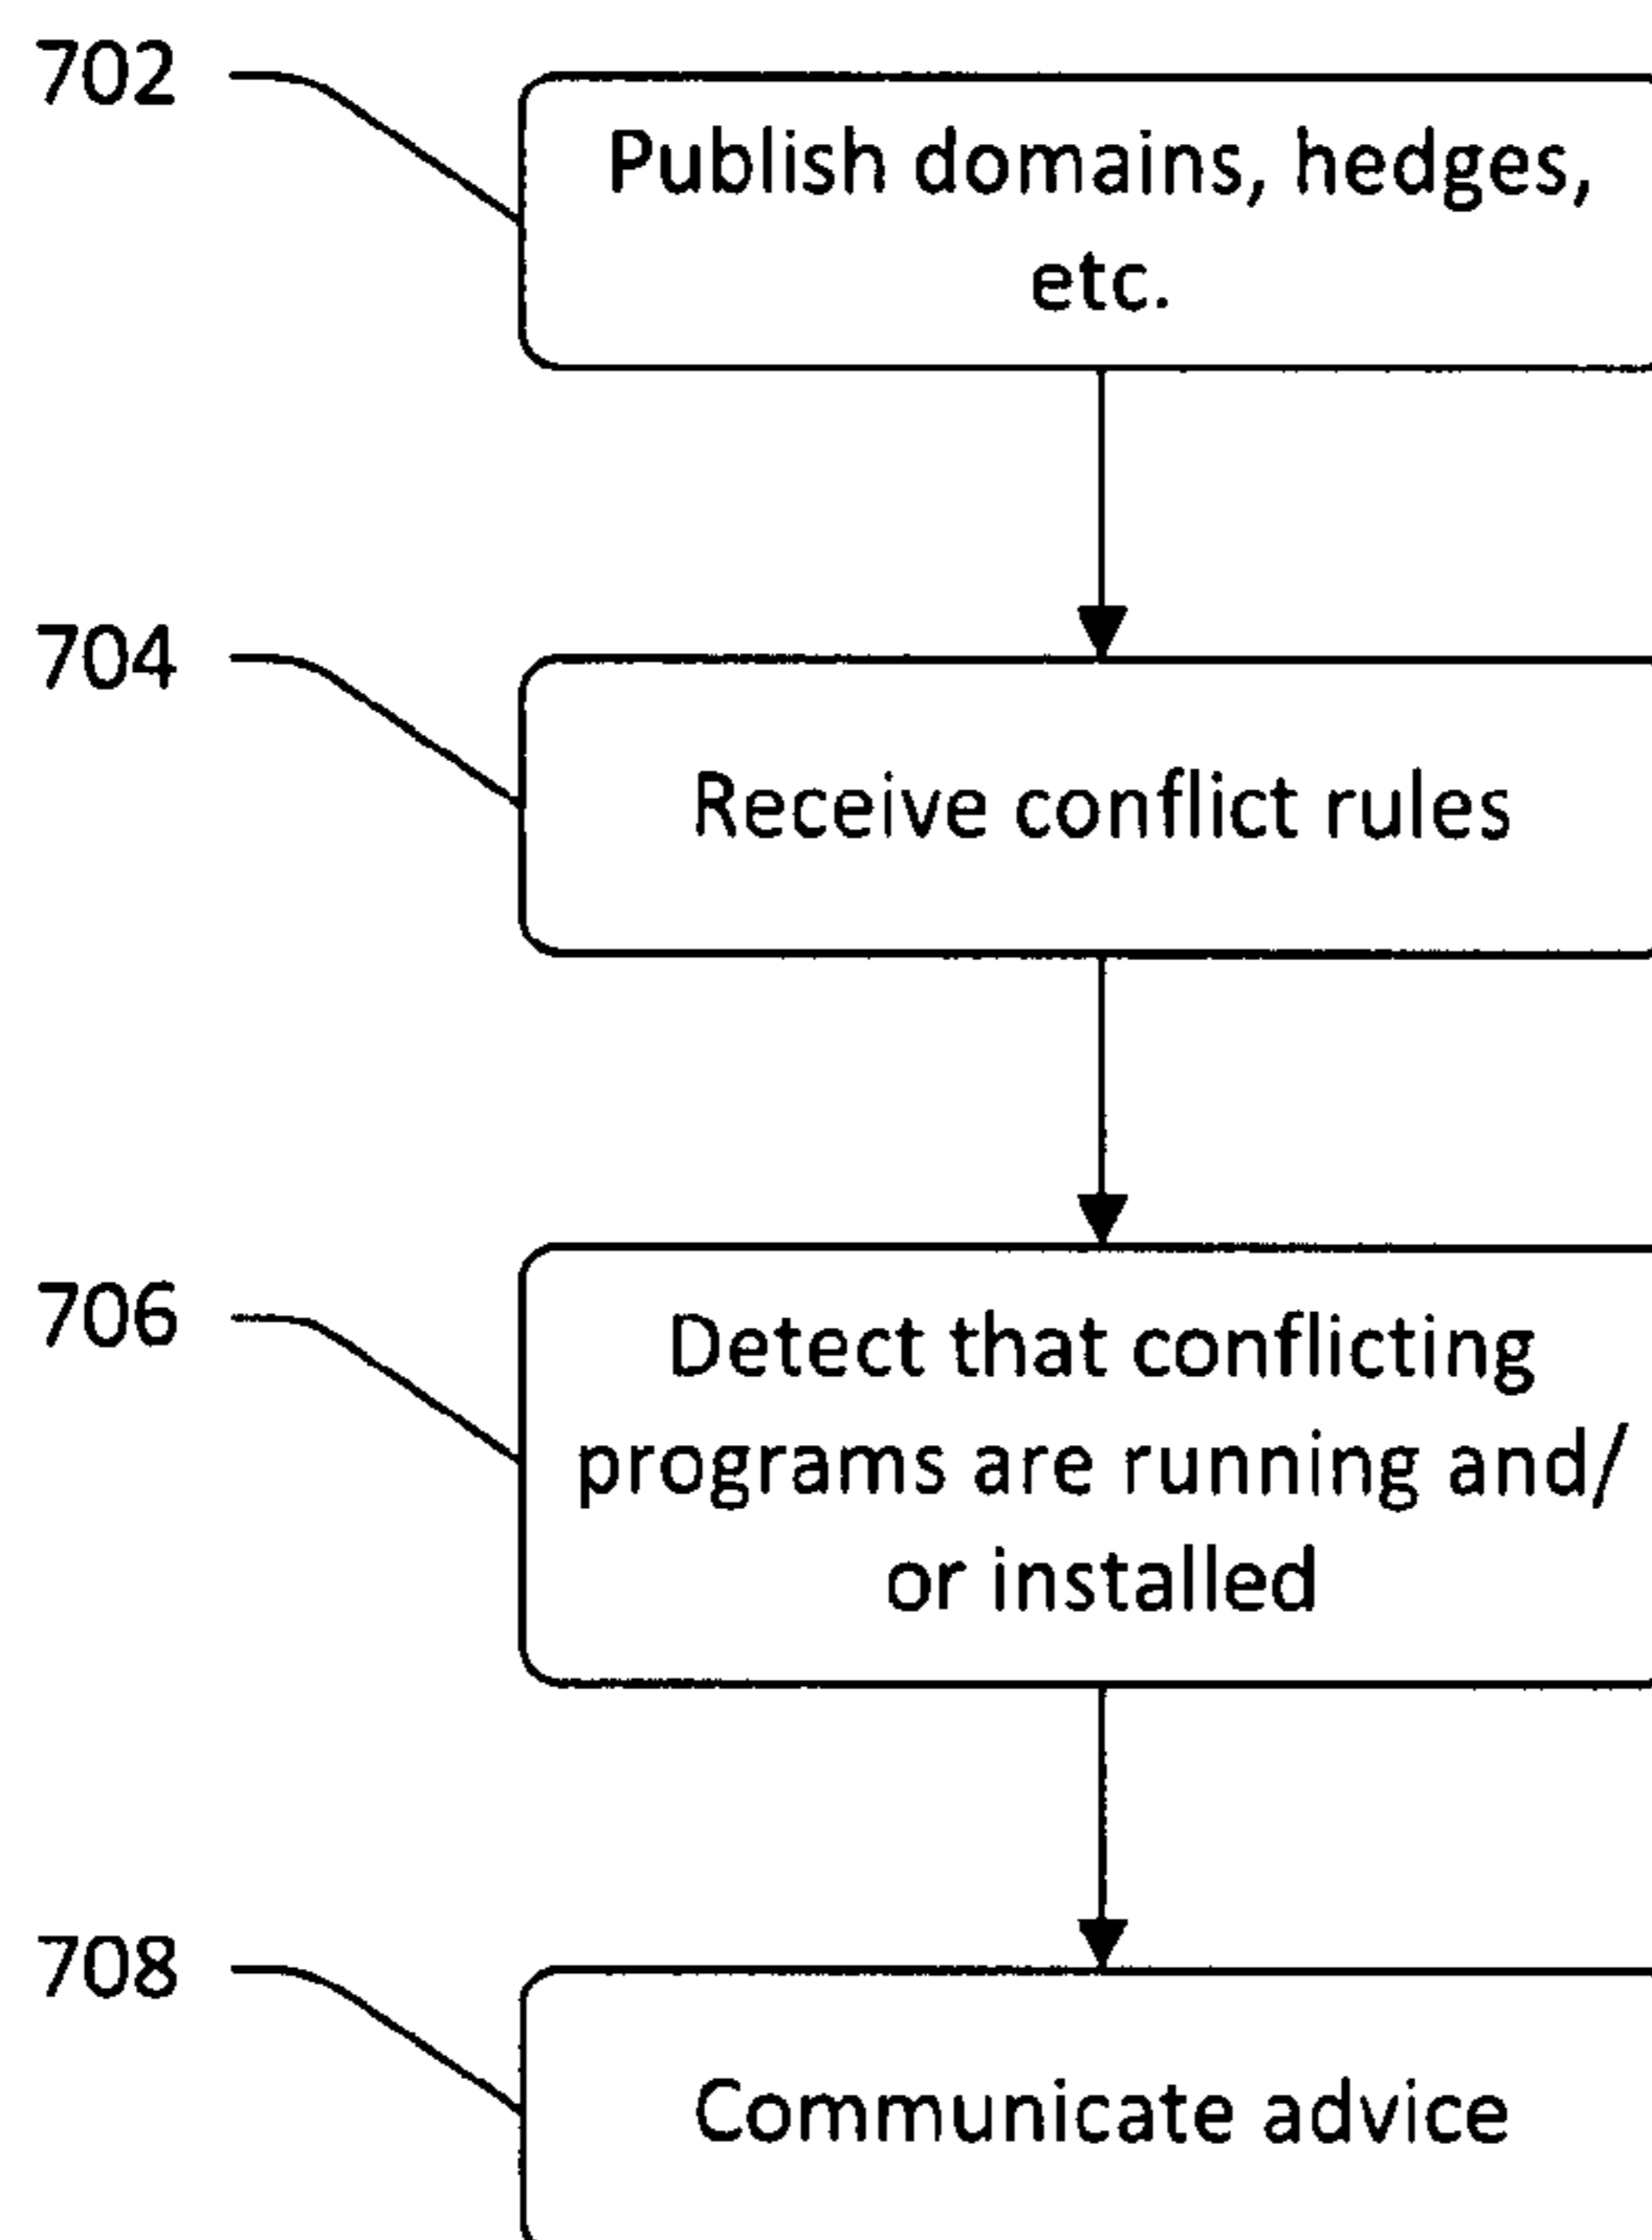 702
Publish domains, hedges,
etc.
704
Receive conflict rules
706
Detect that conflicting
programs are running and/
or installed
708
Communicate advice